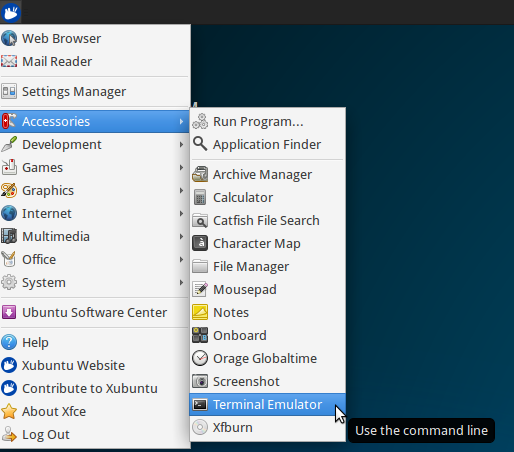 Web Browser
Mail Reader
Settings Manager
Accessories
Development
Games
Graphics
Internet
Multimedia
Office
System
Ubuntu Software Center
Help
Xubuntu Website
Contribute to Xubuntu
About Xfce
Log Out
Run Program...
Application Finder
Archive Manager
Calculator
Catfish File Search
Character Map
File Manager
Mousepad
Notes
Onboard
Orage Globaltime
Screenshot
Terminal Emulator
Xfburn
Use the command line